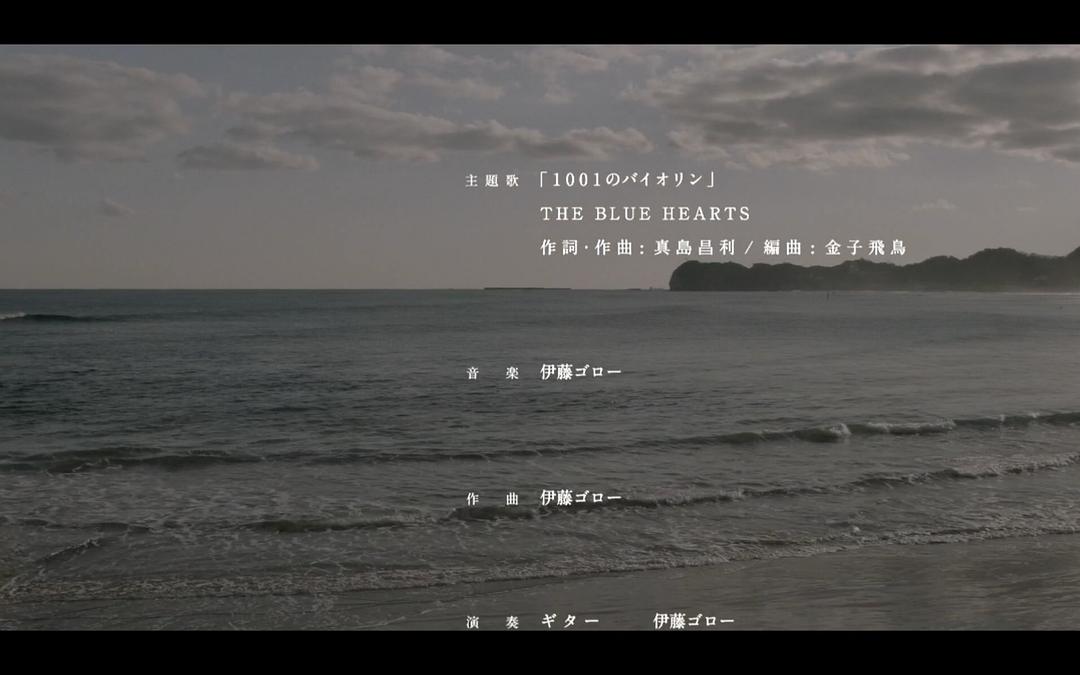 主題歌 「1001のバイオリン」
THE BLUE HEARTS
作詞・作曲：真島昌利 / 編曲：金子飛鳥
音楽 伊藤ゴロー
作曲 伊藤ゴロー
演奏 ギター 伊藤ゴロー